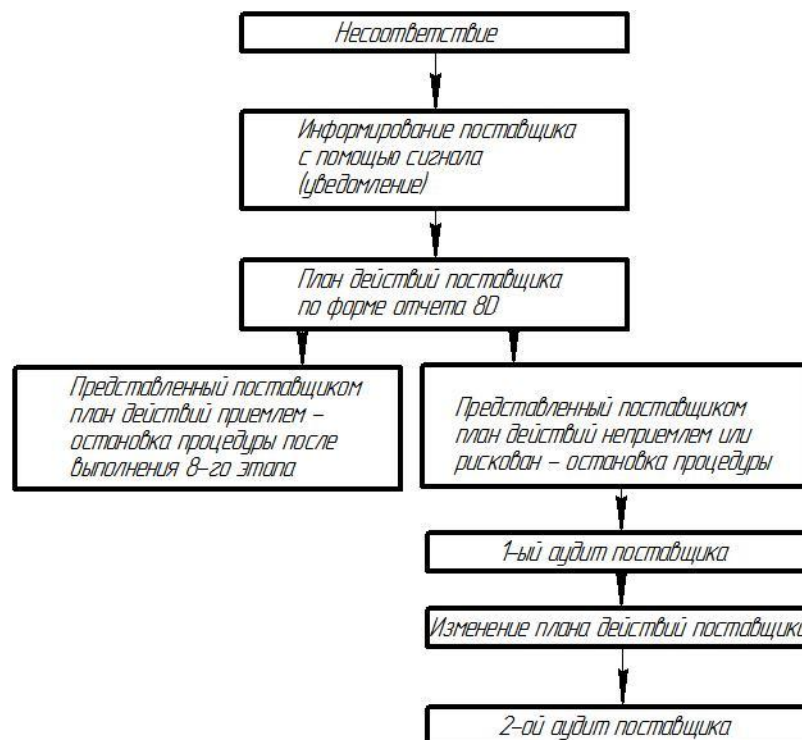 Несоответствие
Информирование поставщика
с помощью сигнала
(уведомление)
План действий поставщика
по форме отчета 8D
Представленный поставщиком
план действий приемлем –
остановка процедуры после
выполнения 8-го этапа
Представленный поставщиком
план действий неприемлем или
рискован – остановка процедуры
1-ый аудит поставщика
Изменение плана действий поставщика
2-ой аудит поставщика